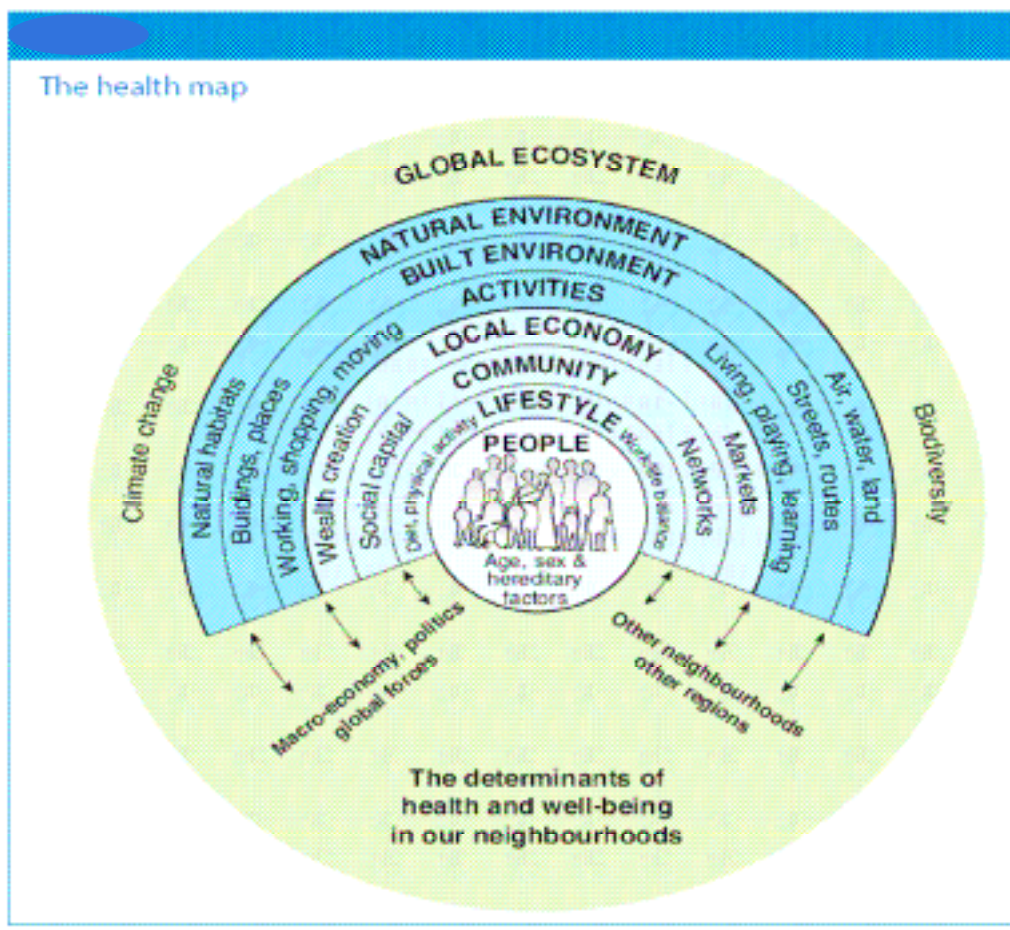 The health map
GLOBAL ECOSYSTEM
NATURAL ENVIRONMENT
BUILT ENVIRONMENT
ACTIVITIES
LOCAL ECONOMY
COMMUNITY
LIFESTYLE
PEOPLE
Age, sex &
hereditary
factors
Climate change
Natural habitats
Buidings, places
Working, shopping, moving
Wealth creation
Social capital
Diet, physical activity
Work/life balance
Networks
Markets
Living, playing, learning
Streets, routes
Air, water, land
Biodiversity
Macro-economy, politics
global forces
Other neighbourhoods
other regions
The determinants of
health and well-being
in our neighbourhoods